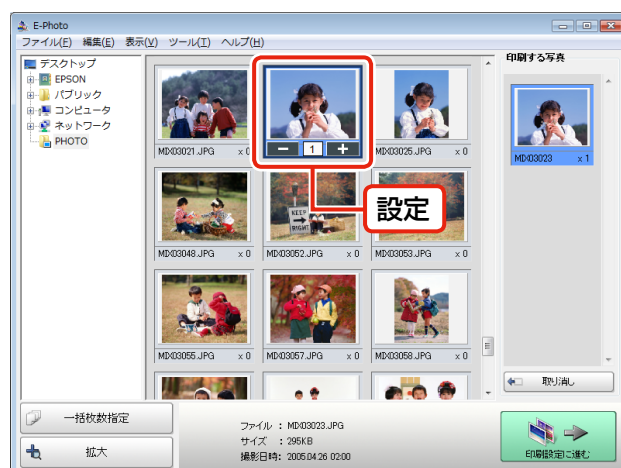 E-Photo
ファイル(F) 編集(E) 表示(V) ツール(T) ヘルプ(H)
デスクトップ
EPSON
パブリック
コンピュータ
ネットワーク
PHOTO
MDX03021.JPG x 0
1
MDX03025.JPG x 0
設定
MDX03048.JPG x 0
KEEP
RIGHT
MDX03052.JPG x 0
MDX03053.JPG x 0
MDX03055.JPG x 0
MDX03057.JPG x 0
MDX03058.JPG x 0
印刷する写真
MDX03023 x 1
取り消し
一括枚数指定
拡大
ファイル : MDX03023.JPG
サイズ : 295KB
撮影日時: 2005.04.26 02:00
印刷設定に進む